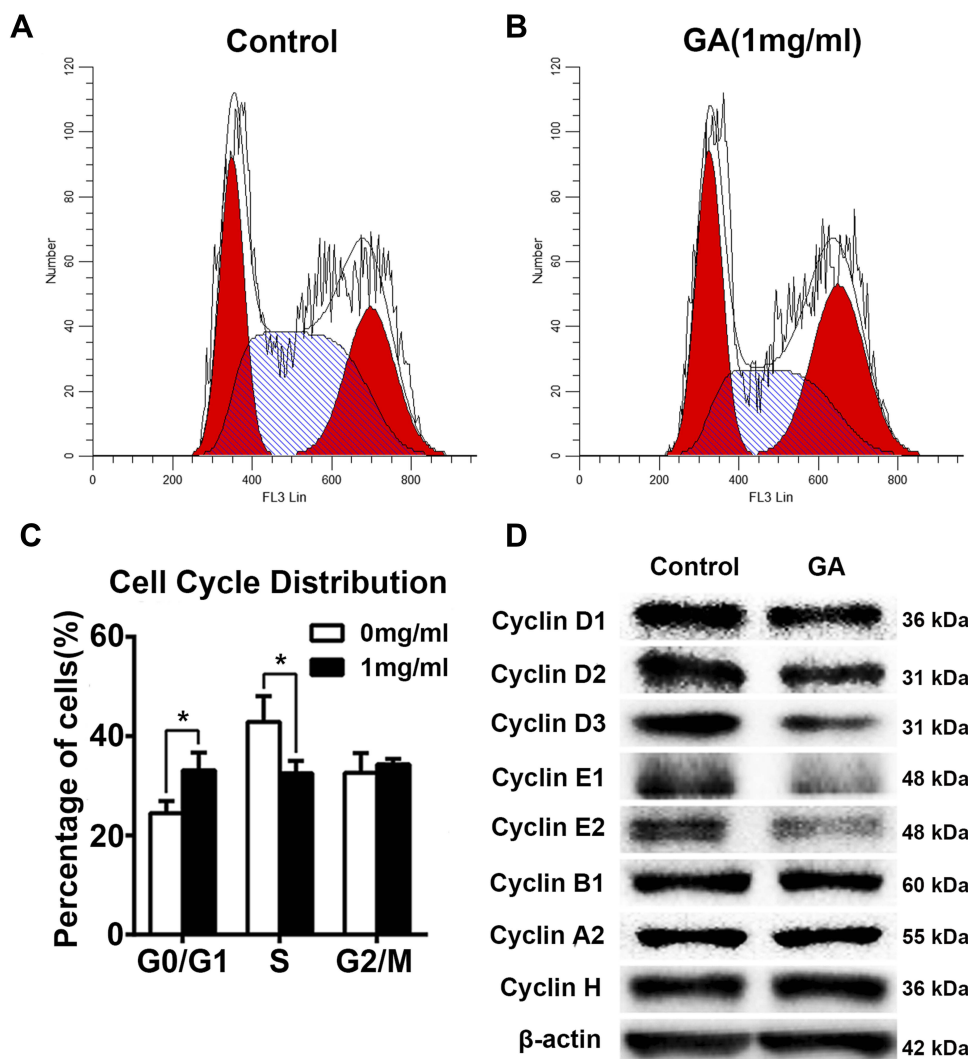 A
Control
120
100
80
60
40
20
0
Number
0 200 400 600 800
FL3 Lin
B
GA(1mg/ml)
120
100
80
60
40
20
0
Number
0 200 400 600 800
FL3 Lin
C
Cell Cycle Distribution
60
40
20
0
Percentage of cells(%)
0mg/ml
1mg/ml
*
*
G0/G1 S G2/M
D
Control GA
Cyclin D1 36 kDa
Cyclin D2 31 kDa
Cyclin D3 31 kDa
Cyclin E1 48 kDa
Cyclin E2 48 kDa
Cyclin B1 60 kDa
Cyclin A2 55 kDa
Cyclin H 36 kDa
β-actin 42 kDa